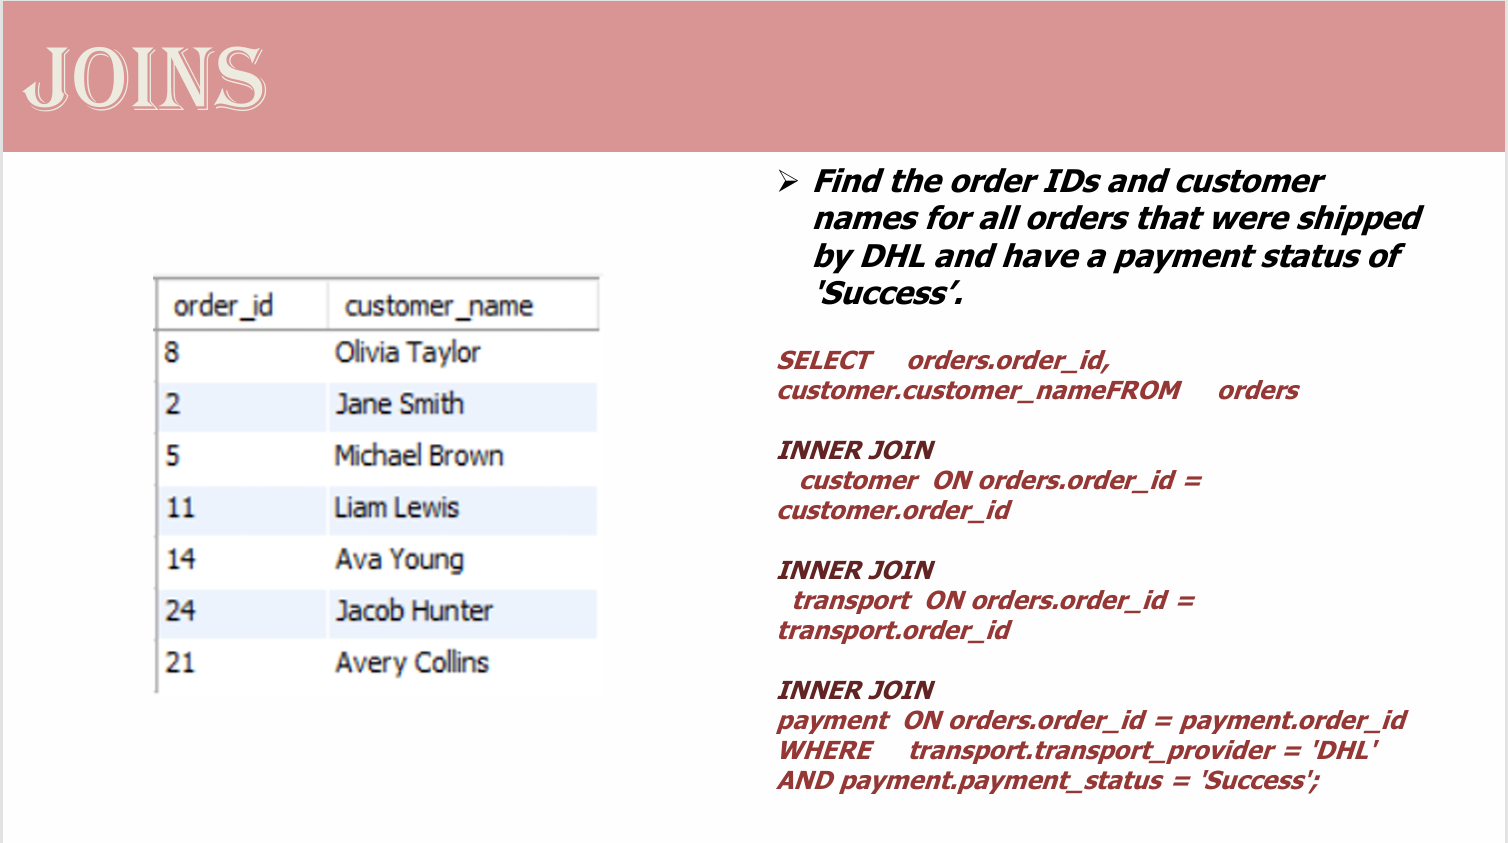 JOINS
order_id customer_name
8 Olivia Taylor
2 Jane Smith
5 Michael Brown
11 Liam Lewis
14 Ava Young
24 Jacob Hunter
21 Avery Collins
➢ Find the order IDs and customer
names for all orders that were shipped
by DHL and have a payment status of
'Success’.
SELECT orders.order_id,
customer.customer_nameFROM orders
INNER JOIN
customer ON orders.order_id =
customer.order_id
INNER JOIN
transport ON orders.order_id =
transport.order_id
INNER JOIN
payment ON orders.order_id = payment.order_id
WHERE transport.transport_provider = 'DHL'
AND payment.payment_status = 'Success';